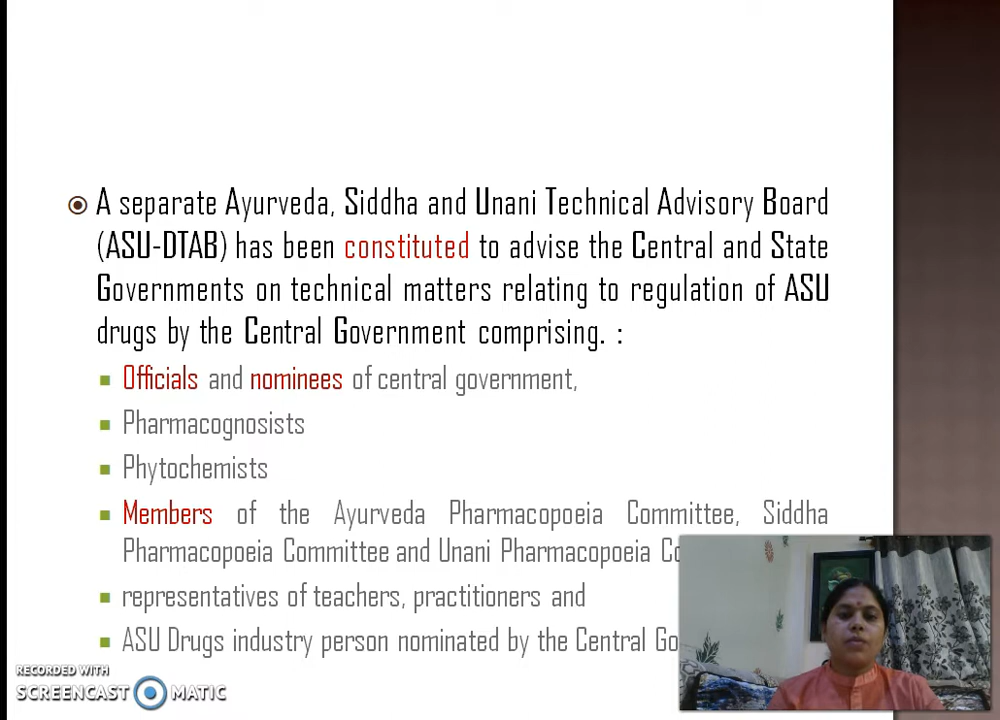 A separate Ayurveda, Siddha and Unani Technical Advisory Board
(ASU-DTAB) has been constituted to advise the Central and State
Governments on technical matters relating to regulation of ASU
drugs by the Central Government comprising. :
Officials and nominees of central government,
Pharmacognosists
Phytochemists
Members of the Ayurveda Pharmacopoeia Committee, Siddha
Pharmacopoeia Committee and Unani Pharmacopoeia
representatives of teachers, practitioners and
ASU Drugs industry person nominated by the Central
RECORDED WITH
SCREENCAST MATIC